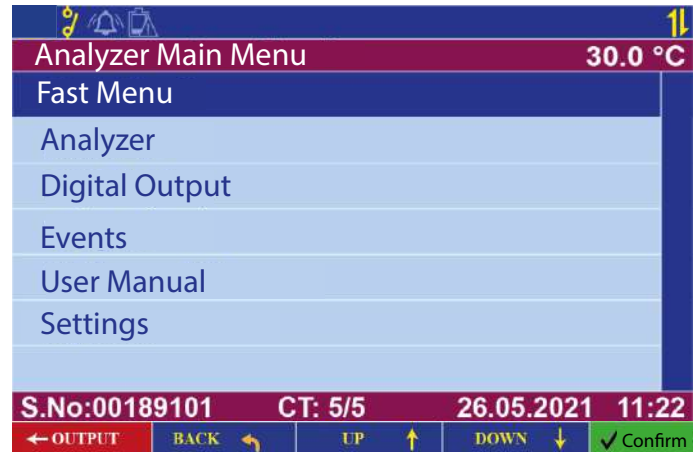 Analyzer Main Menu 30.0 °C
Fast Menu
Analyzer
Digital Output
Events
User Manual
Settings
S.No:00189101 CT: 5/5 26.05.2021 11:22
←OUTPUT BACK UP ↑ DOWN ↓ ✓Confirm